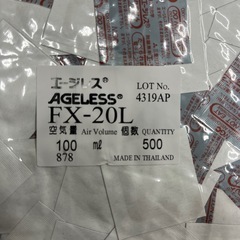 エージレス®
LOT No.
AGELESS®
4319AP
FX-20L
空気量 Air Volume 個数 QUANTITY
100 ml 500
878
MADE IN THAILAND